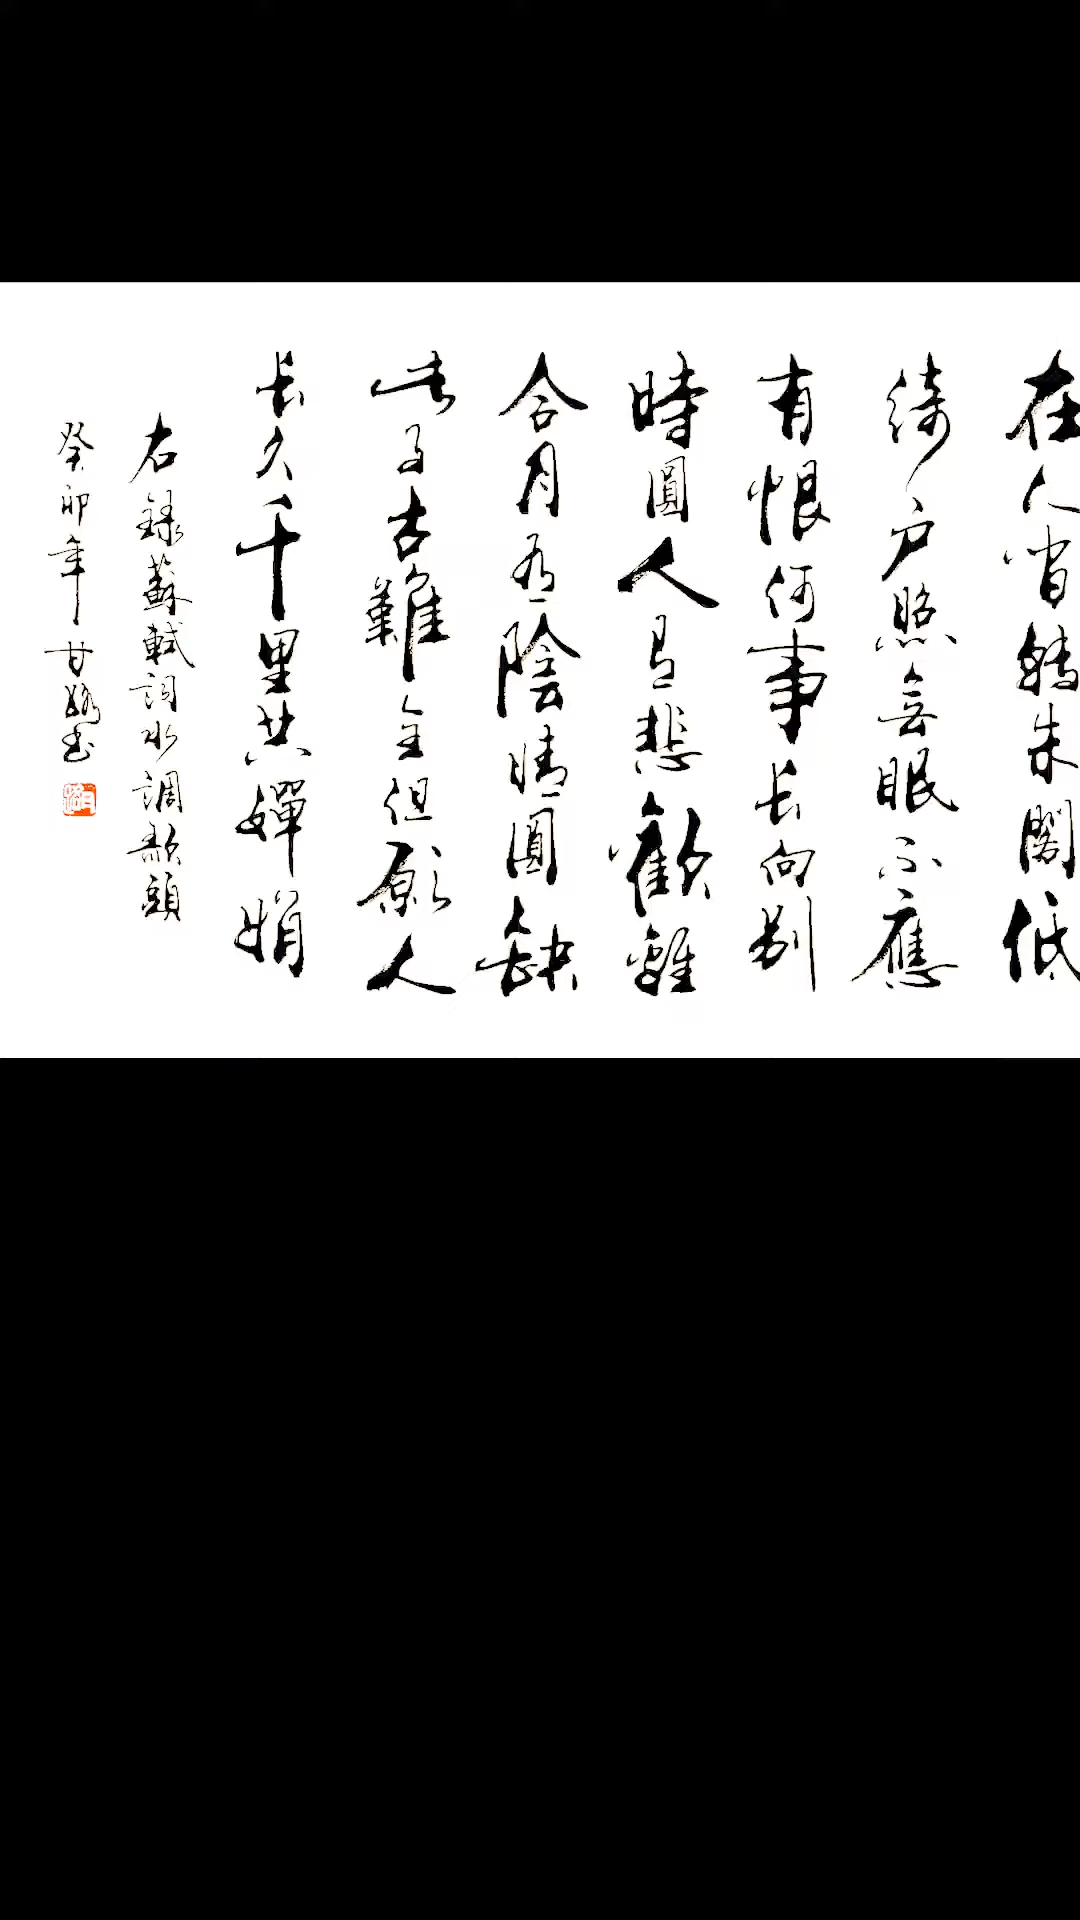 在人間轉朱閣低
綺戶照無眠不應
有恨何事長向別
時圓人有悲歡離
合月有陰晴圓缺
此事古難全但願人
長久千里共嬋娟
右錄蘇軾詞水調歌頭
癸卯年甘書